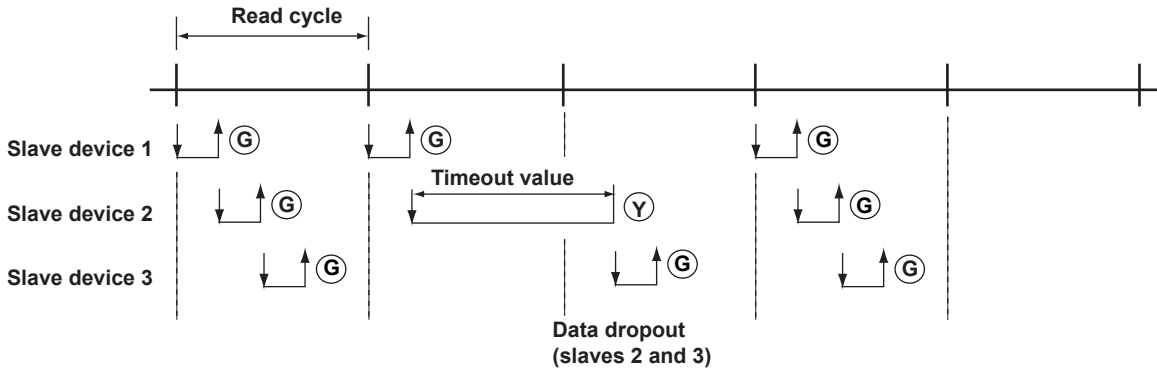 Read cycle
Slave device 1
G
G
G
Timeout value
Slave device 2
G
Y
G
Slave device 3
G
G
G
Data dropout
(slaves 2 and 3)